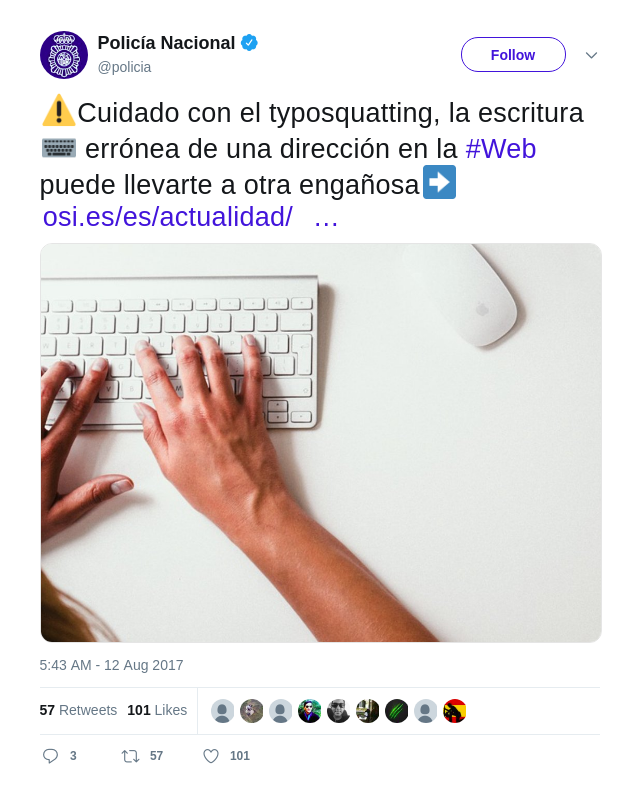 Policía Nacional
@policia
Follow
⚠️Cuidado con el typosquatting, la escritura
⌨️ errónea de una dirección en la #Web
puede llevarte a otra engañosa➡️
osi.es/es/actualidad/ …
5:43 AM - 12 Aug 2017
57 Retweets 101 Likes
3 57 101